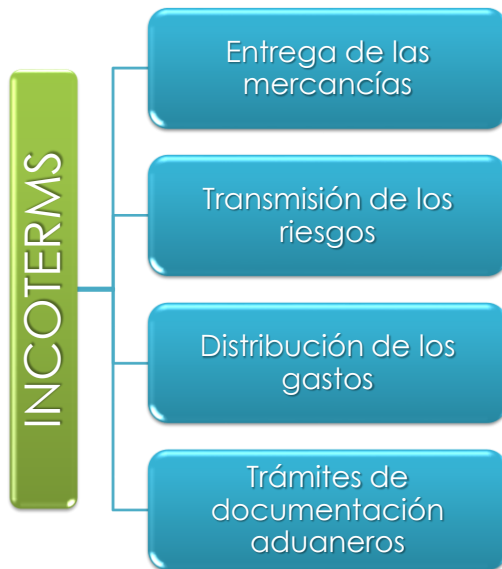 INCOTERMS
Entrega de las
mercancías
Transmisión de los
riesgos
Distribución de los
gastos
Trámites de
documentación
aduaneros